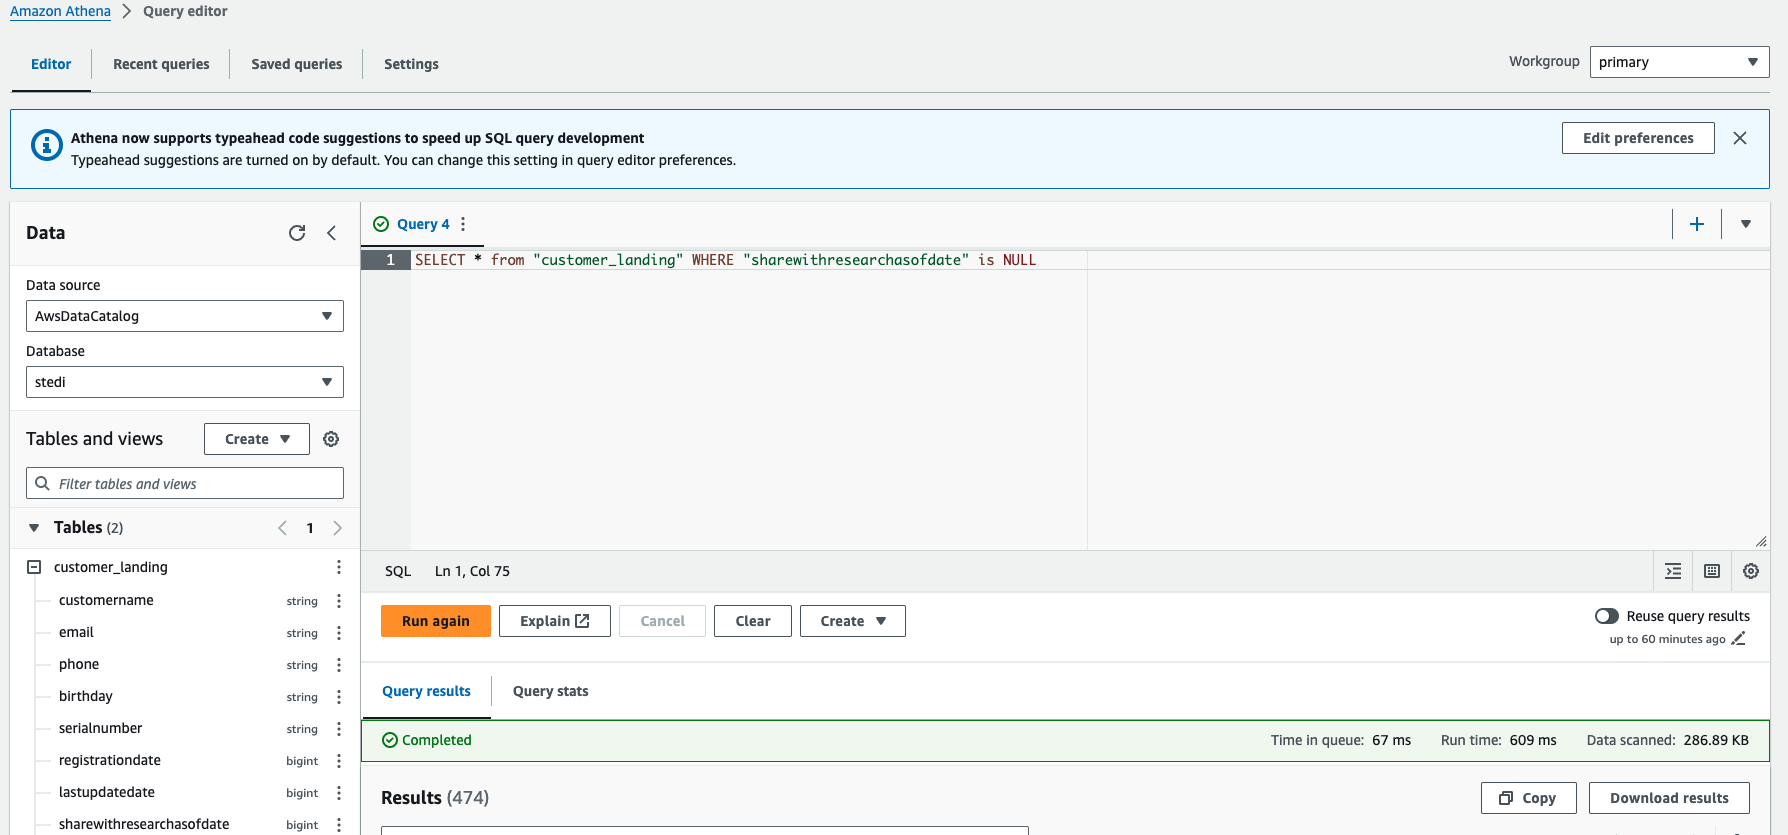 Amazon Athena > Query editor
Editor
Recent queries
Saved queries
Settings
Workgroup
primary
Athena now supports typeahead code suggestions to speed up SQL query development
Typeahead suggestions are turned on by default. You can change this setting in query editor preferences.
Edit preferences
Data
Data source
AwsDataCatalog
Database
stedi
Tables and views
Create
Filter tables and views
Tables (2)
1
customer_landing
customername string
email string
phone string
birthday string
serialnumber string
registrationdate bigint
lastupdatedate bigint
sharewithresearchasofdate bigint
Query 4
1 SELECT * from "customer_landing" WHERE "sharewithresearchasofdate" is NULL
SQL Ln 1, Col 75
Run again
Explain
Cancel
Clear
Create
Reuse query results
up to 60 minutes ago
Query results
Query stats
Completed
Time in queue: 67 ms
Run time: 609 ms
Data scanned: 286.89 KB
Results (474)
Copy
Download results